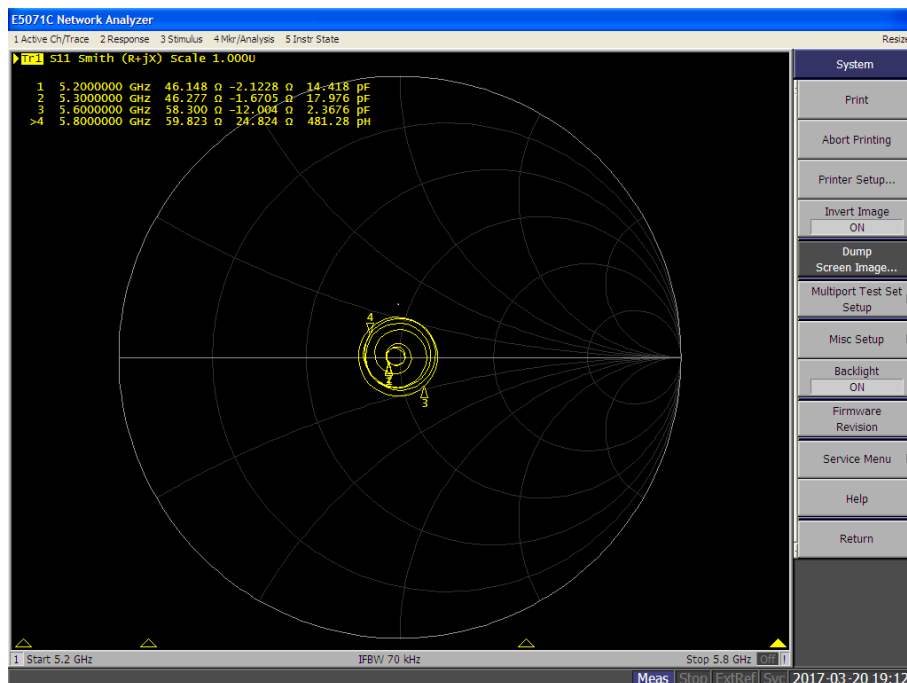 E5071C Network Analyzer
1 Active Ch/Trace 2 Response 3 Stimulus 4 Mkr/Analysis 5 Instr State
Resize
Tr1 S11 Smith (R+jX) Scale 1.000U
1 5.2000000 GHz 46.148 Ω -2.1228 Ω 14.418 pF
2 5.3000000 GHz 46.277 Ω -1.6705 Ω 17.976 pF
3 5.6000000 GHz 58.300 Ω -12.004 Ω 2.3676 pF
>4 5.8000000 GHz 59.823 Ω 24.824 Ω 481.28 pH
4
3
System
Print
Abort Printing
Printer Setup...
Invert Image
ON
Dump
Screen Image...
Multiport Test Set
Setup
Misc Setup
Backlight
ON
Firmware
Revision
Service Menu
Help
Return
1 Start 5.2 GHz
IFBW 70 kHz
Stop 5.8 GHz Off !
Meas Stop ExtRef Svc 2017-03-20 19:12